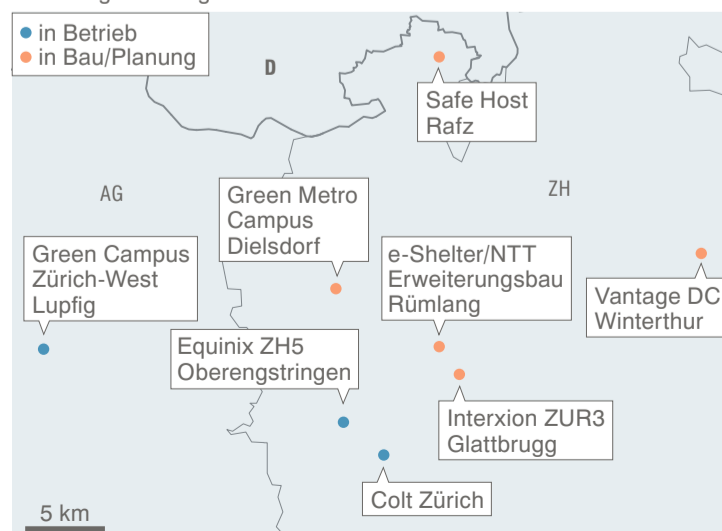 in Betrieb
in Bau/Planung
D
Safe Host
Rafz
AG
ZH
Green Metro
Campus
Dielsdorf
Green Campus
Zürich-West
Lupfig
e-Shelter/NTT
Erweiterungsbau
Rümlang
Vantage DC
Winterthur
Equinix ZH5
Oberengstringen
Interxion ZUR3
Glattbrugg
Colt Zürich
5 km